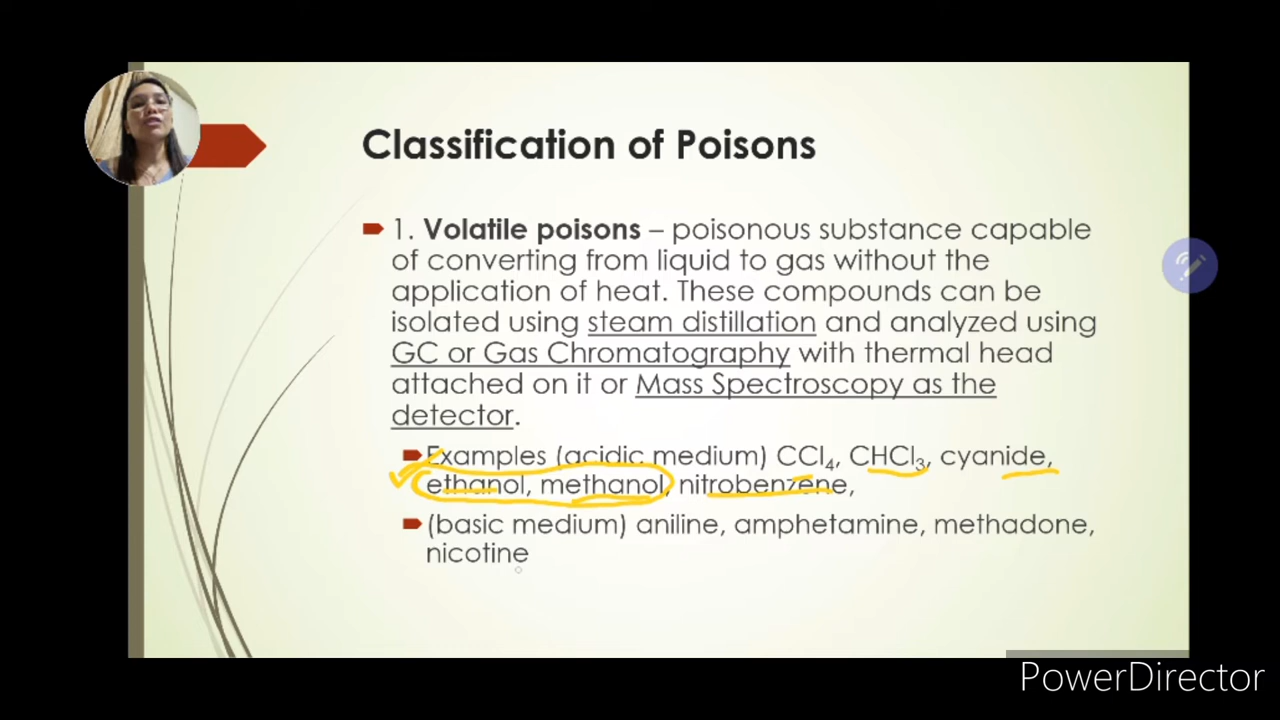 Classification of Poisons
1. Volatile poisons – poisonous substance capable
of converting from liquid to gas without the
application of heat. These compounds can be
isolated using steam distillation and analyzed using
GC or Gas Chromatography with thermal head
attached on it or Mass Spectroscopy as the
detector.
Examples (acidic medium) CCl₄, CHCl₃, cyanide,
ethanol, methanol, nitrobenzene,
(basic medium) aniline, amphetamine, methadone,
nicotine
PowerDirector